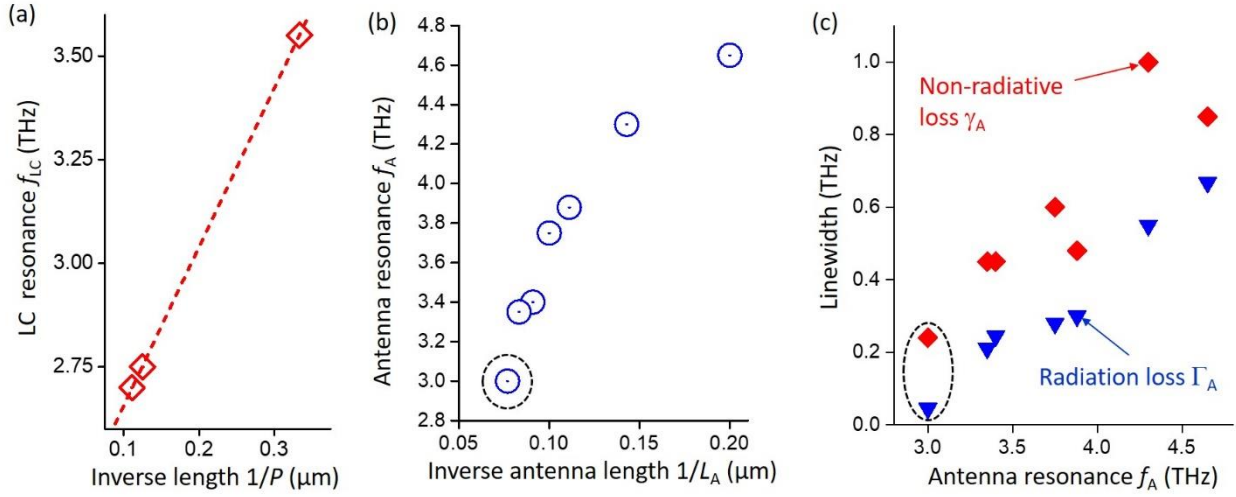 (a)
LC resonance fLC (THz)
3.50
3.25
3.00
2.75
0.1 0.2 0.3
Inverse length 1/P (μm)
(b)
Antenna resonance fA (THz)
4.8
4.6
4.4
4.2
4.0
3.8
3.6
3.4
3.2
3.0
2.8
0.05 0.10 0.15 0.20
Inverse antenna length 1/LA (μm)
(c)
Linewidth (THz)
1.0
0.8
0.6
0.4
0.2
0.0
Non-radiative
loss γA
Radiation loss ΓA
3.0 3.5 4.0 4.5
Antenna resonance fA (THz)